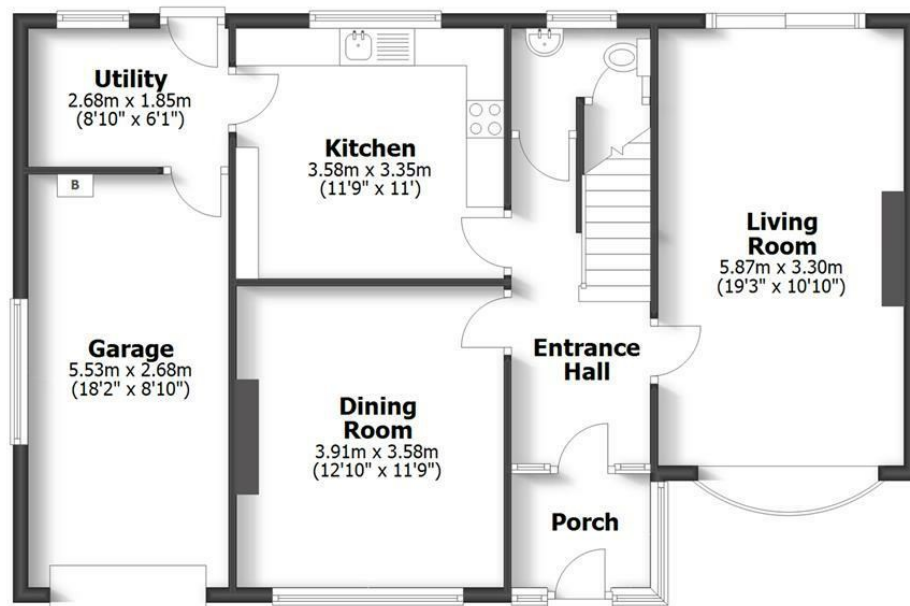 Utility
2.68m x 1.85m
(8'10" x 6'1")
Kitchen
3.58m x 3.35m
(11'9" x 11')
B
Living
Room
5.87m x 3.30m
(19'3" x 10'10")
Garage
5.53m x 2.68m
(18'2" x 8'10")
Entrance
Hall
Dining
Room
3.91m x 3.58m
(12'10" x 11'9")
Porch